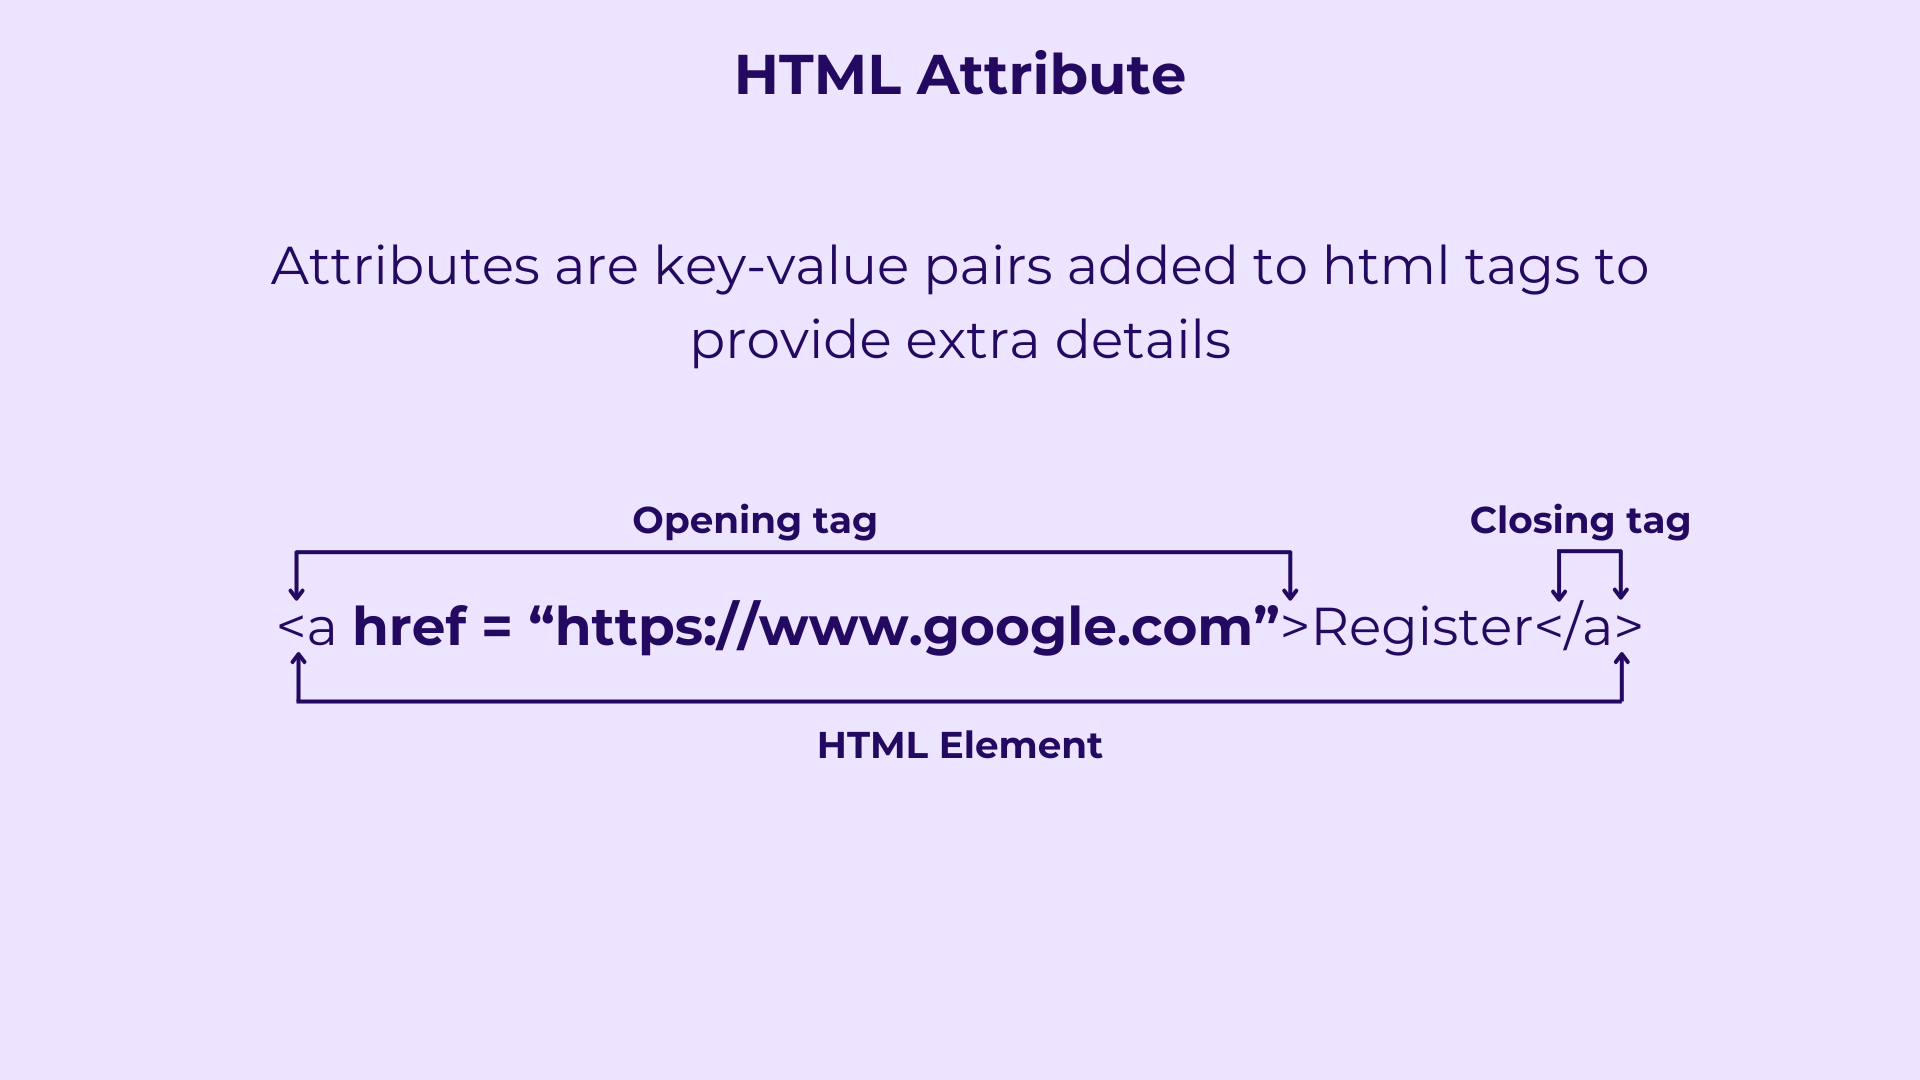 HTML Attribute
Attributes are key-value pairs added to html tags to
provide extra details
Opening tag
Closing tag
<a href = “https://www.google.com”>Register</a>
HTML Element